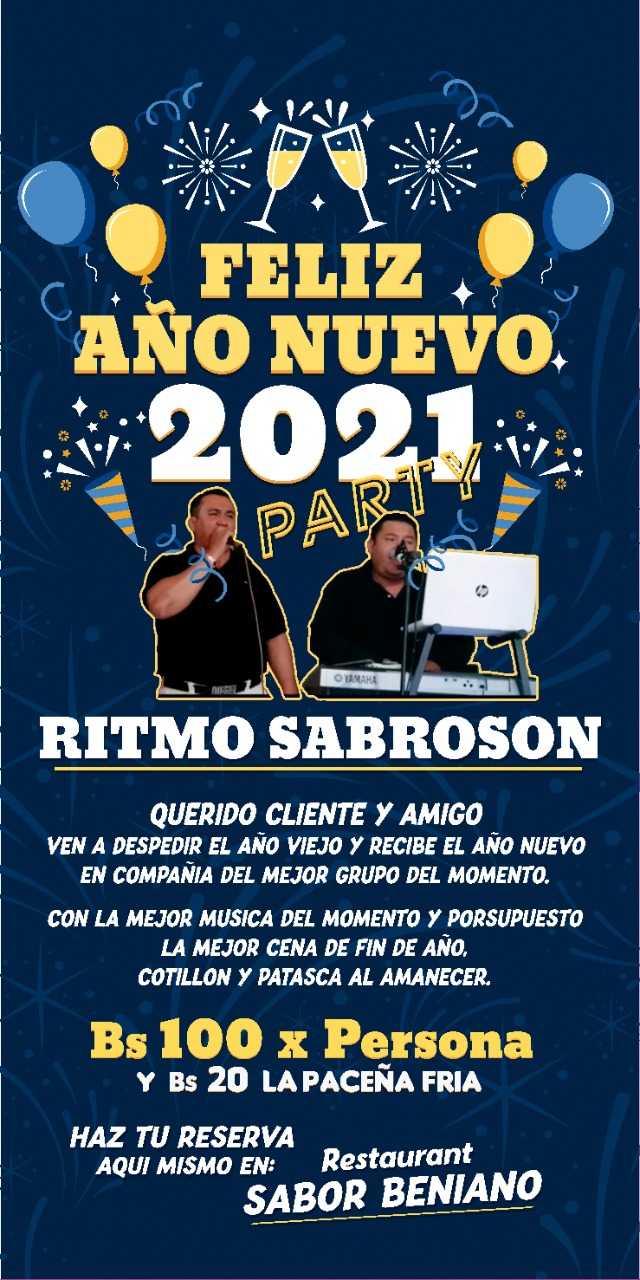 FELIZ
AÑO NUEVO
2021
PARTY
hp
YAMAHA
RITMO SABROSON
QUERIDO CLIENTE Y AMIGO
VEN A DESPEDIR EL AÑO VIEJO Y RECIBE EL AÑO NUEVO
EN COMPAÑIA DEL MEJOR GRUPO DEL MOMENTO.
CON LA MEJOR MUSICA DEL MOMENTO Y PORSUPUESTO
LA MEJOR CENA DE FIN DE AÑO,
COTILLON Y PATASCA AL AMANECER.
Bs 100 x Persona
Y Bs 20 LA PACEÑA FRIA
HAZ TU RESERVA
AQUI MISMO EN:
Restaurant
SABOR BENIANO